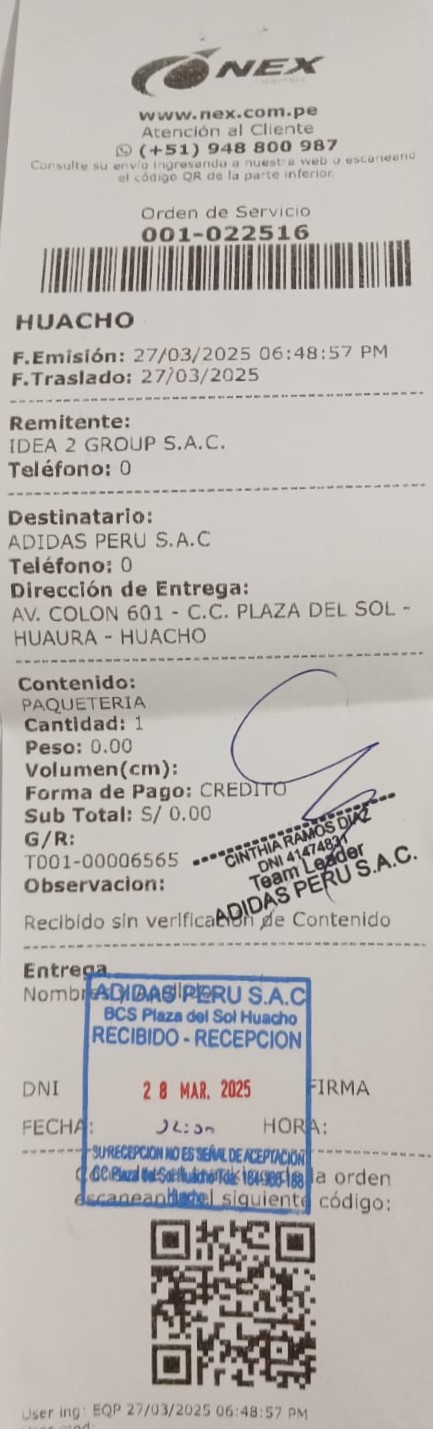 NEX
www.nex.com.pe
Atención al Cliente
(+51) 948 800 987
Consulte su envío ingresando a nuestra web o escaneando
el código QR de la parte inferior.
Orden de Servicio
001-022516
HUACHO
F.Emisión: 27/03/2025 06:48:57 PM
F.Traslado: 27/03/2025
Remitente:
IDEA 2 GROUP S.A.C.
Teléfono: 0
Destinatario:
ADIDAS PERU S.A.C
Teléfono: 0
Dirección de Entrega:
AV. COLON 601 - C.C. PLAZA DEL SOL -
HUAURA - HUACHO
Contenido:
PAQUETERIA
Cantidad: 1
Peso: 0.00
Volumen(cm):
Forma de Pago: CREDITO
Sub Total: S/ 0.00
G/R:
T001-00006565
CINTHIA RAMOS DIAZ
DNI 41474831
Team Leader
ADIDAS PERU S.A.C.
Observacion:
Recibido sin verificación de Contenido
Entrega
ADIDAS PERU S.A.C
BCS Plaza del Sol Huacho
RECIBIDO - RECEPCION
DNI
28 MAR. 2025
FIRMA
FECHA:
HORA:
SU RECEPCION NO ES SEÑAL DE ACEPTACIÓN
la orden
el siguiente código:
User ing: EQP 27/03/2025 06:48:57 PM